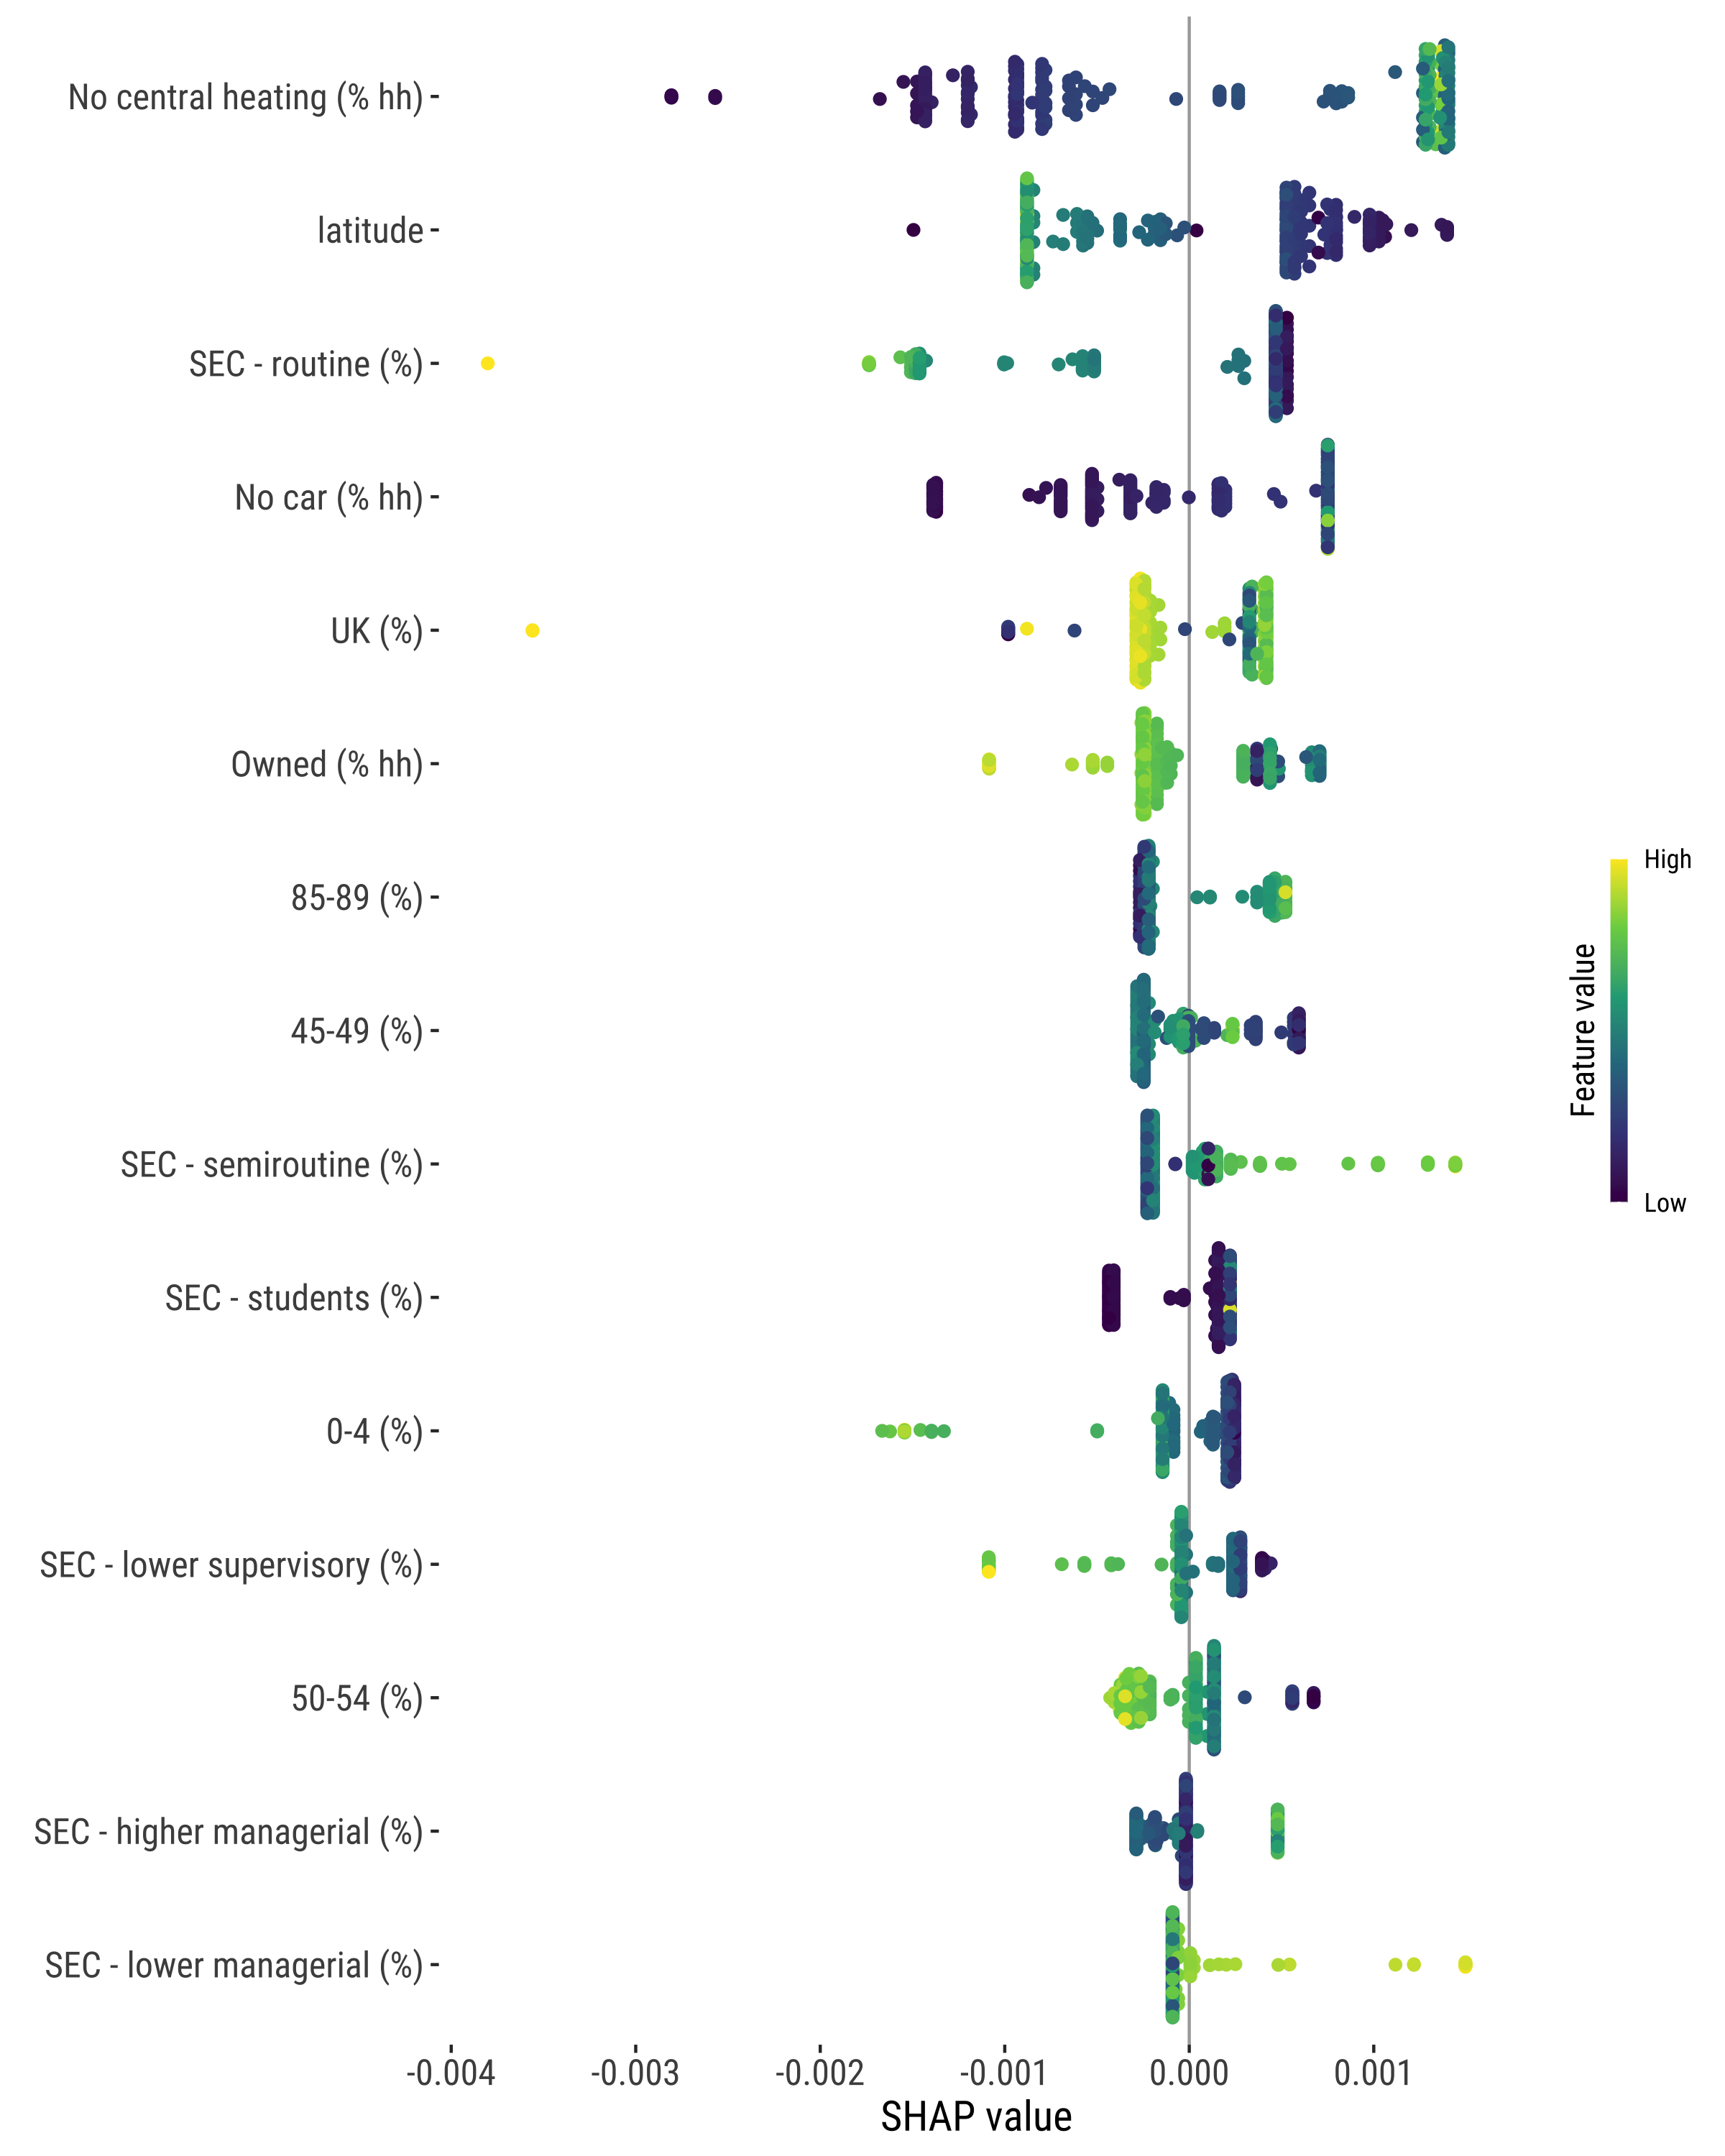 No central heating (% hh)
latitude
SEC - routine (%)
No car (% hh)
UK (%)
Owned (% hh)
85-89 (%)
45-49 (%)
SEC - semiroutine (%)
SEC - students (%)
0-4 (%)
SEC - lower supervisory (%)
50-54 (%)
SEC - higher managerial (%)
SEC - lower managerial (%)
-0.004 -0.003 -0.002 -0.001 0.000 0.001
SHAP value
Feature value
High
Low